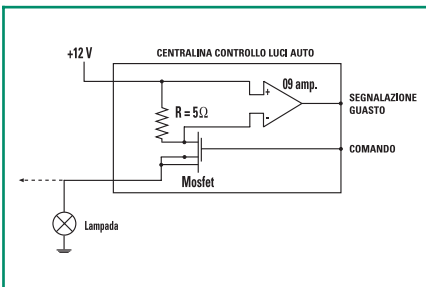 CENTRALINA CONTROLLO LUCI AUTO
+12 V
09 amp.
+
-
R = 5Ω
SEGNALAZIONE
GUASTO
COMANDO
Mosfet
Lampada